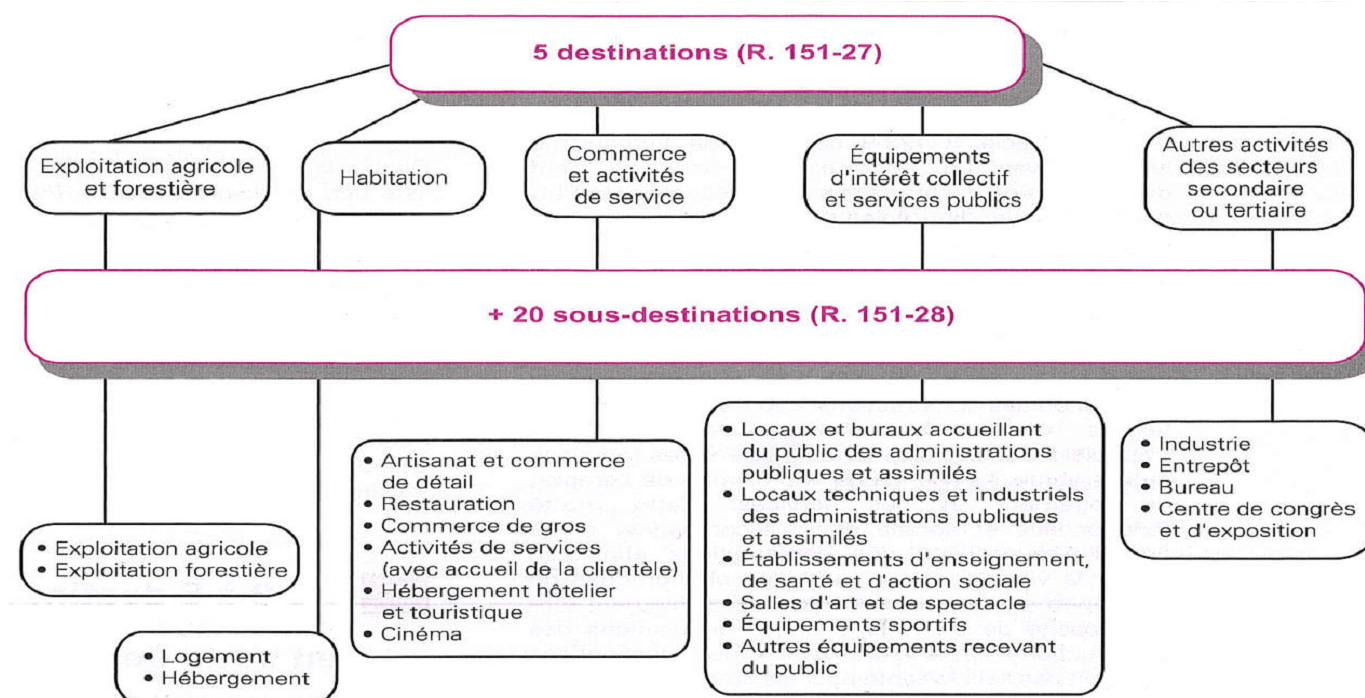 5 destinations (R. 151-27)
Exploitation agricole
et forestière
Habitation
Commerce
et activités
de service
Équipements
d'intérêt collectif
et services publics
Autres activités
des secteurs
secondaire
ou tertiaire
+ 20 sous-destinations (R. 151-28)
• Exploitation agricole
• Exploitation forestière
• Logement
• Hébergement
• Artisanat et commerce
de détail
• Restauration
• Commerce de gros
• Activités de services
(avec accueil de la clientèle)
• Hébergement hôtelier
et touristique
• Cinéma
• Locaux et buraux accueillant
du public des administrations
publiques et assimilés
• Locaux techniques et industriels
des administrations publiques
et assimilés
• Établissements d'enseignement,
de santé et d'action sociale
• Salles d'art et de spectacle
• Équipements sportifs
• Autres équipements recevant
du public
• Industrie
• Entrepôt
• Bureau
• Centre de congrès
et d'exposition